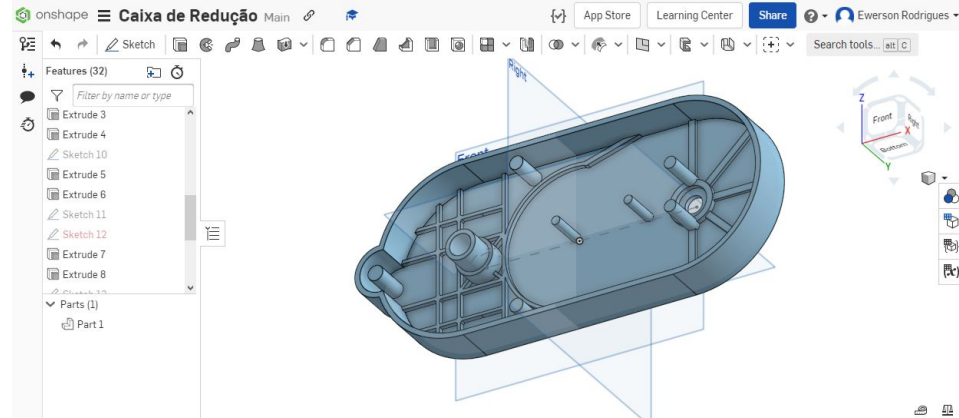 onshape Caixa de Redução Main App Store Learning Center Share Ewerson Rodrigues
Sketch Search tools... alt C
Features (32)
Filter by name or type
Extrude 3
Extrude 4
Sketch 10
Extrude 5
Extrude 6
Sketch 11
Sketch 12
Extrude 7
Extrude 8
Parts (1)
Part 1
Right
Front
Z
Front
Right
X
Bottom
Y